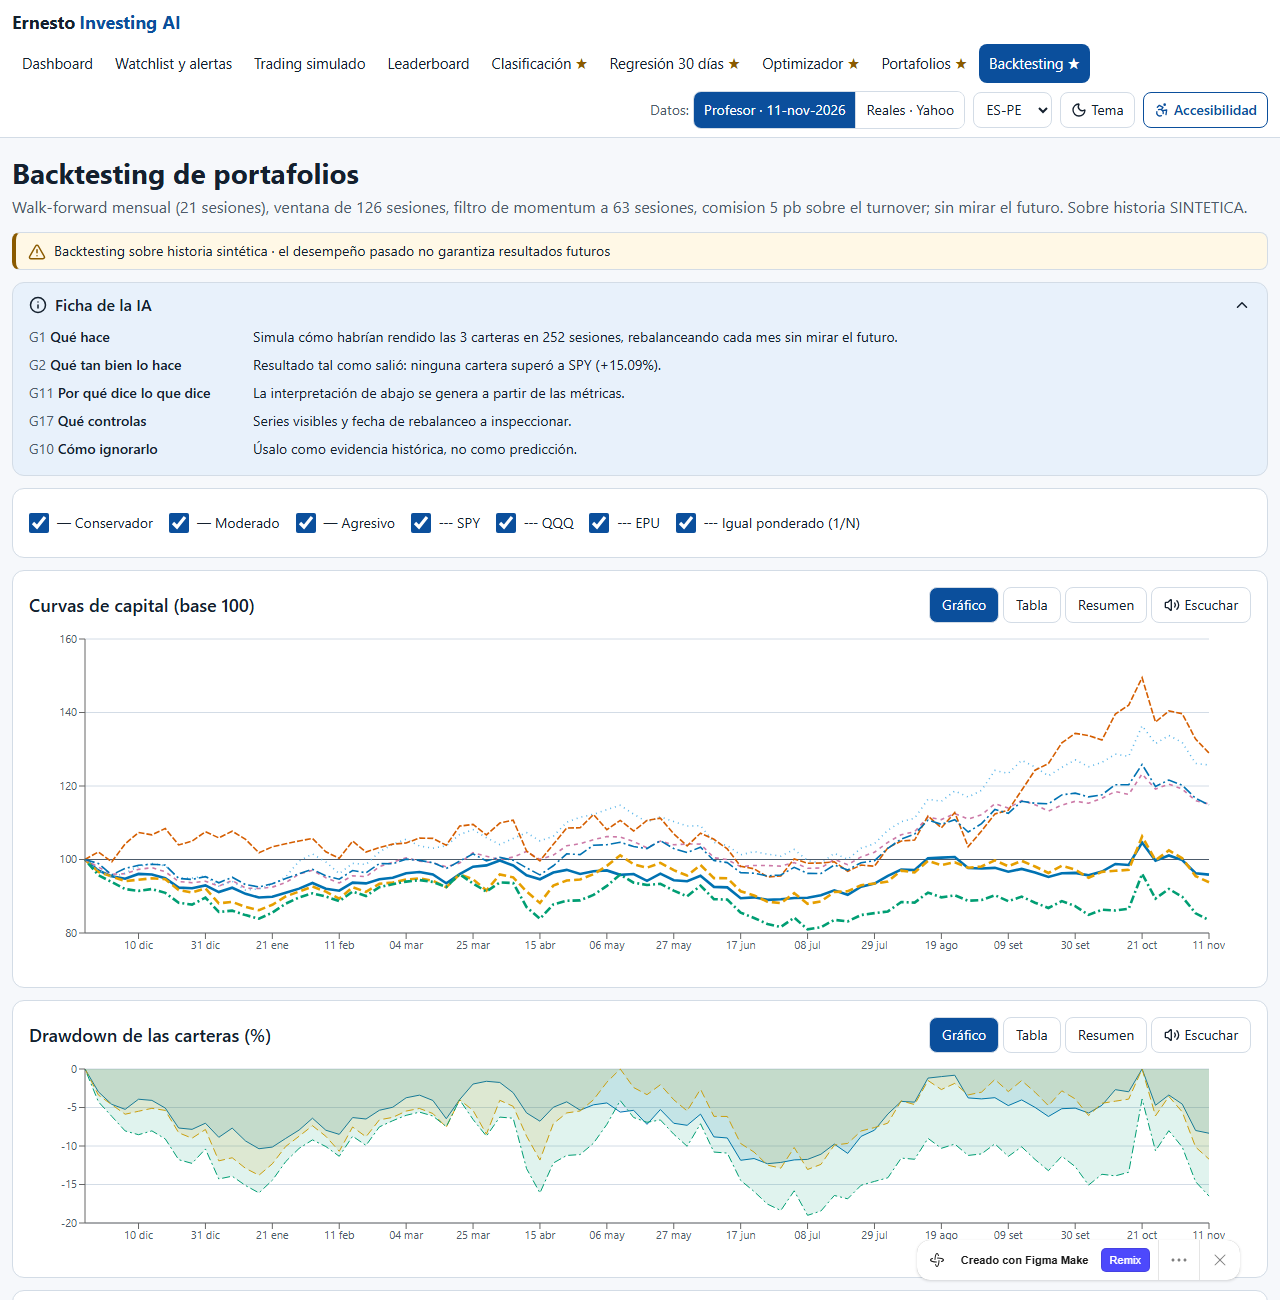 Ernesto Investing AI
Dashboard Watchlist y alertas Trading simulado Leaderboard Clasificación ★ Regresión 30 días ★ Optimizador ★ Portafolios ★ Backtesting ★
Datos: Profesor · 11-nov-2026 Reales · Yahoo ES-PE Tema Accesibilidad
Backtesting de portafolios
Walk-forward mensual (21 sesiones), ventana de 126 sesiones, filtro de momentum a 63 sesiones, comision 5 pb sobre el turnover; sin mirar el futuro. Sobre historia SINTETICA.
Backtesting sobre historia sintética · el desempeño pasado no garantiza resultados futuros
Ficha de la IA
G1 Qué hace Simula cómo habrían rendido las 3 carteras en 252 sesiones, rebalanceando cada mes sin mirar el futuro.
G2 Qué tan bien lo hace Resultado tal como salió: ninguna cartera superó a SPY (+15.09%).
G11 Por qué dice lo que dice La interpretación de abajo se genera a partir de las métricas.
G17 Qué controlas Series visibles y fecha de rebalanceo a inspeccionar.
G10 Cómo ignorarlo Úsalo como evidencia histórica, no como predicción.
— Conservador — Moderado — Agresivo --- SPY --- QQQ --- EPU --- Igual ponderado (1/N)
Curvas de capital (base 100) Gráfico Tabla Resumen Escuchar
160
140
120
100
80
10 dic 31 dic 21 ene 11 feb 04 mar 25 mar 15 abr 06 may 27 may 17 jun 08 jul 29 jul 19 ago 09 set 30 set 21 oct 11 nov
Drawdown de las carteras (%) Gráfico Tabla Resumen Escuchar
0
-5
-10
-15
-20
10 dic 31 dic 21 ene 11 feb 04 mar 25 mar 15 abr 06 may 27 may 17 jun 08 jul 29 jul 19 ago 09 set 30 set 21 oct 11 nov
Creado con Figma Make Remix